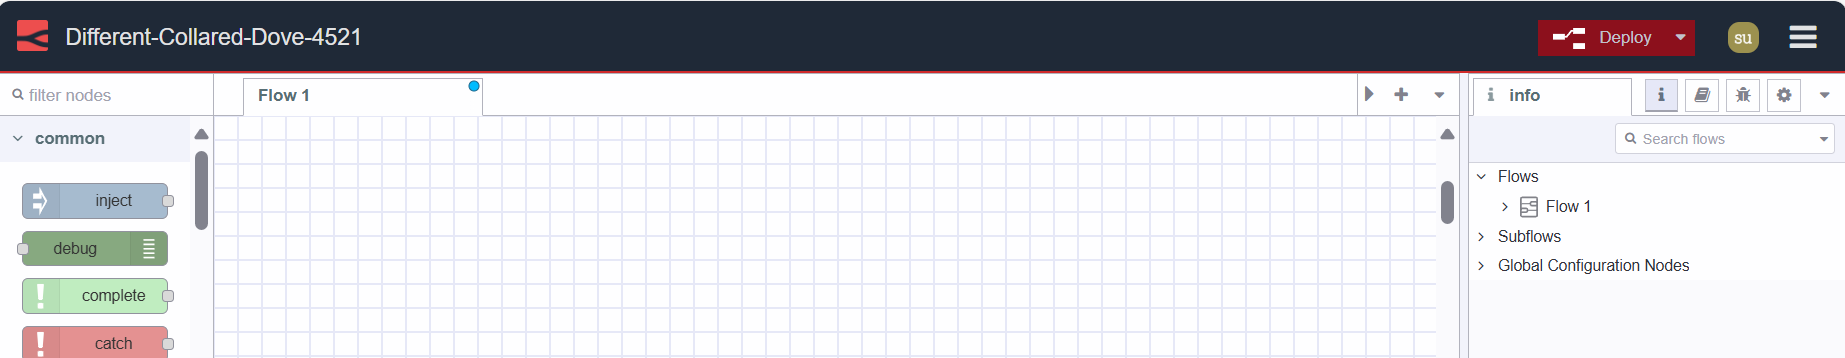 Different-Collared-Dove-4521
Deploy
su
filter nodes
Flow 1
info
common
Search flows
inject
debug
complete
catch
Flows
Flow 1
Subflows
Global Configuration Nodes